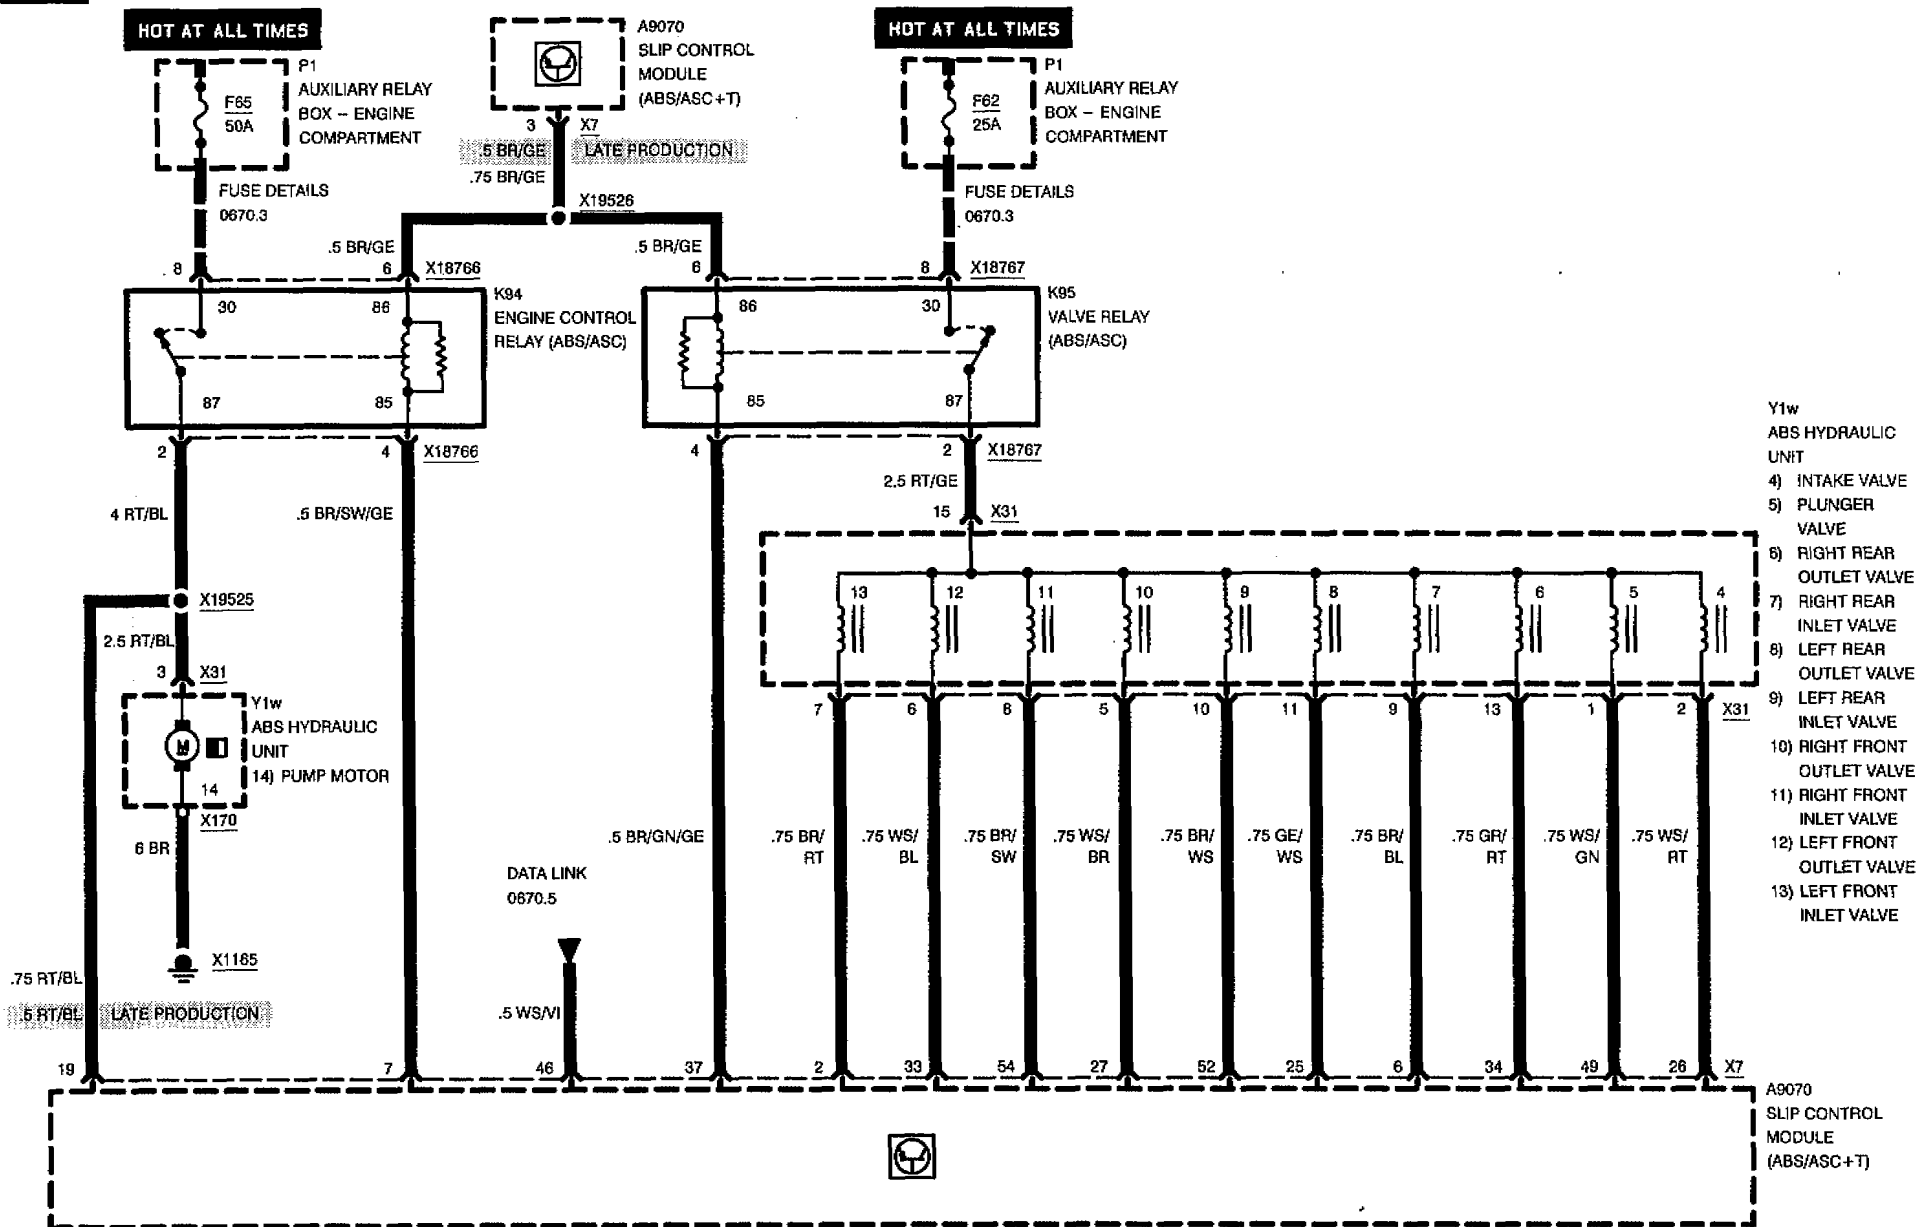 HOT AT ALL TIMES
F65
50A
P1
AUXILIARY RELAY
BOX – ENGINE
COMPARTMENT
FUSE DETAILS
0670.3
A9070
SLIP CONTROL
MODULE
(ABS/ASC+T)
3 X7
.5 BR/GE LATE PRODUCTION
.75 BR/GE
X19526
HOT AT ALL TIMES
F62
25A
P1
AUXILIARY RELAY
BOX – ENGINE
COMPARTMENT
FUSE DETAILS
0670.3
.5 BR/GE
.5 BR/GE
8 6 X18766
6 8 X18767
30 86
K94
ENGINE CONTROL
RELAY (ABS/ASC)
87 85
86 30
K95
VALVE RELAY
(ABS/ASC)
85 87
2 4 X18766
4 2 X18767
2.5 RT/GE
15 X31
4 RT/BL
.5 BR/SW/GE
X19525
2.5 RT/BL
3 X31
Y1w
ABS HYDRAULIC
UNIT
14) PUMP MOTOR
M
14
X170
6 BR
X1165
.75 RT/BL
.5 RT/BL LATE PRODUCTION
DATA LINK
0670.5
.5 WS/VI
.5 BR/GN/GE
13 12 11 10 9 8 7 6 5 4
7 6 8 5 10 11 9 13 1 2 X31
.75 BR/
RT
.75 WS/
BL
.75 BR/
SW
.75 WS/
BR
.75 BR/
WS
.75 GE/
WS
.75 BR/
BL
.75 GR/
RT
.75 WS/
GN
.75 WS/
RT
Y1w
ABS HYDRAULIC
UNIT
4) INTAKE VALVE
5) PLUNGER
VALVE
6) RIGHT REAR
OUTLET VALVE
7) RIGHT REAR
INLET VALVE
8) LEFT REAR
OUTLET VALVE
9) LEFT REAR
INLET VALVE
10) RIGHT FRONT
OUTLET VALVE
11) RIGHT FRONT
INLET VALVE
12) LEFT FRONT
OUTLET VALVE
13) LEFT FRONT
INLET VALVE
19 7 46 37 2 33 54 27 52 25 6 34 49 26 X7
A9070
SLIP CONTROL
MODULE
(ABS/ASC+T)